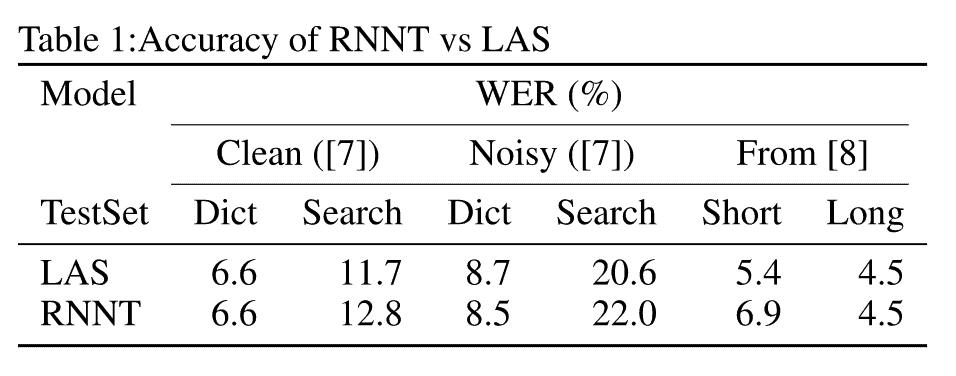 Table 1:Accuracy of RNNT vs LAS
Model WER (%)
Clean ([7]) Noisy ([7]) From [8]
TestSet Dict Search Dict Search Short Long
LAS 6.6 11.7 8.7 20.6 5.4 4.5
RNNT 6.6 12.8 8.5 22.0 6.9 4.5